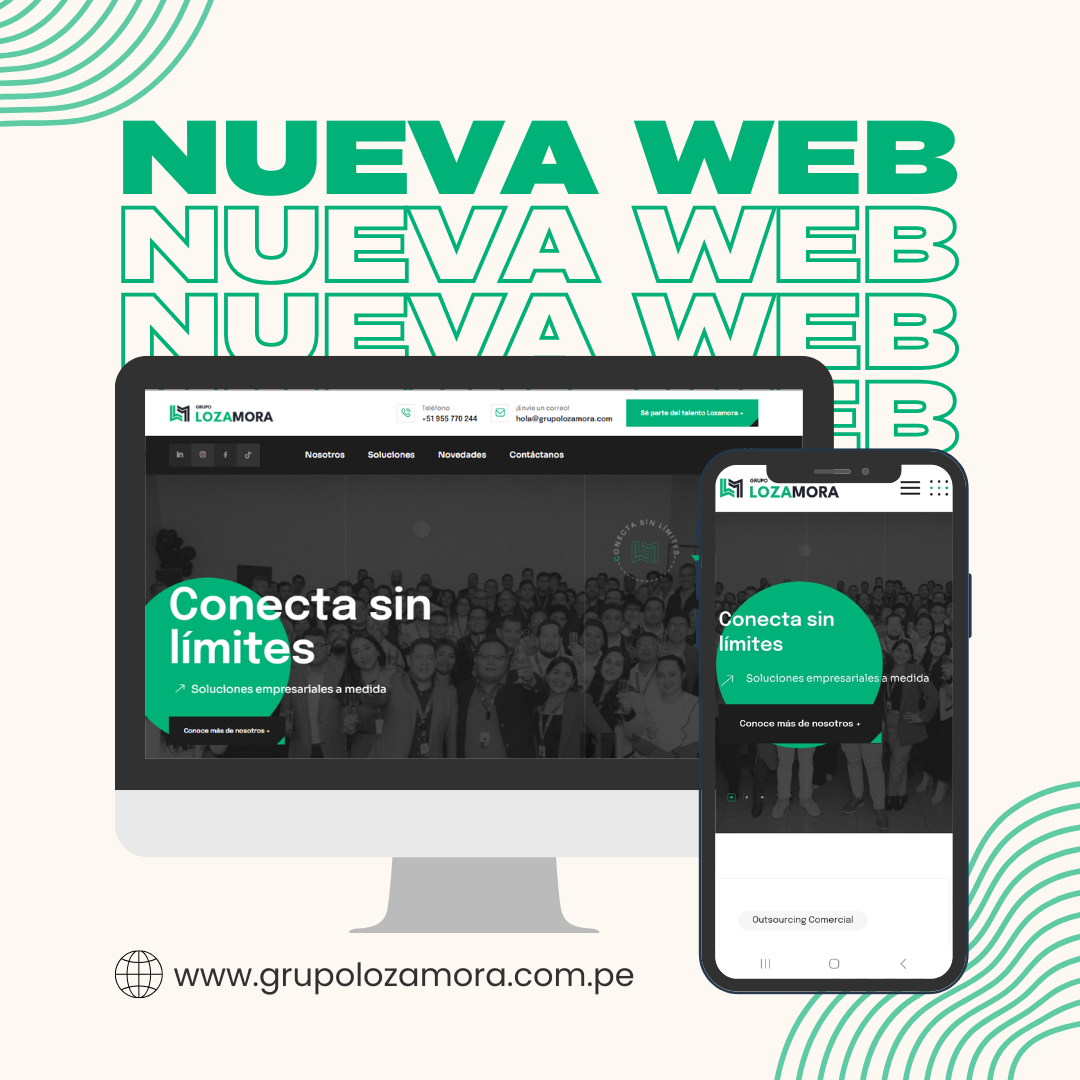 NUEVA WEB
NUEVA WEB
NUEVA WEB
EB
GRUPO
LOZAMORA
Teléfono
+51 955 770 244
¡Envíe un correo!
hola@grupolozamora.com
Sé parte del talento Lozamora +
Nosotros Soluciones Novedades Contáctanos
CONECTA SIN LÍMITES
Conecta sin
límites
Soluciones empresariales a medida
Conoce más de nosotros +
GRUPO
LOZAMORA
Conecta sin
límites
Soluciones empresariales a medida
Conoce más de nosotros +
Outsourcing Comercial
www.grupolozamora.com.pe